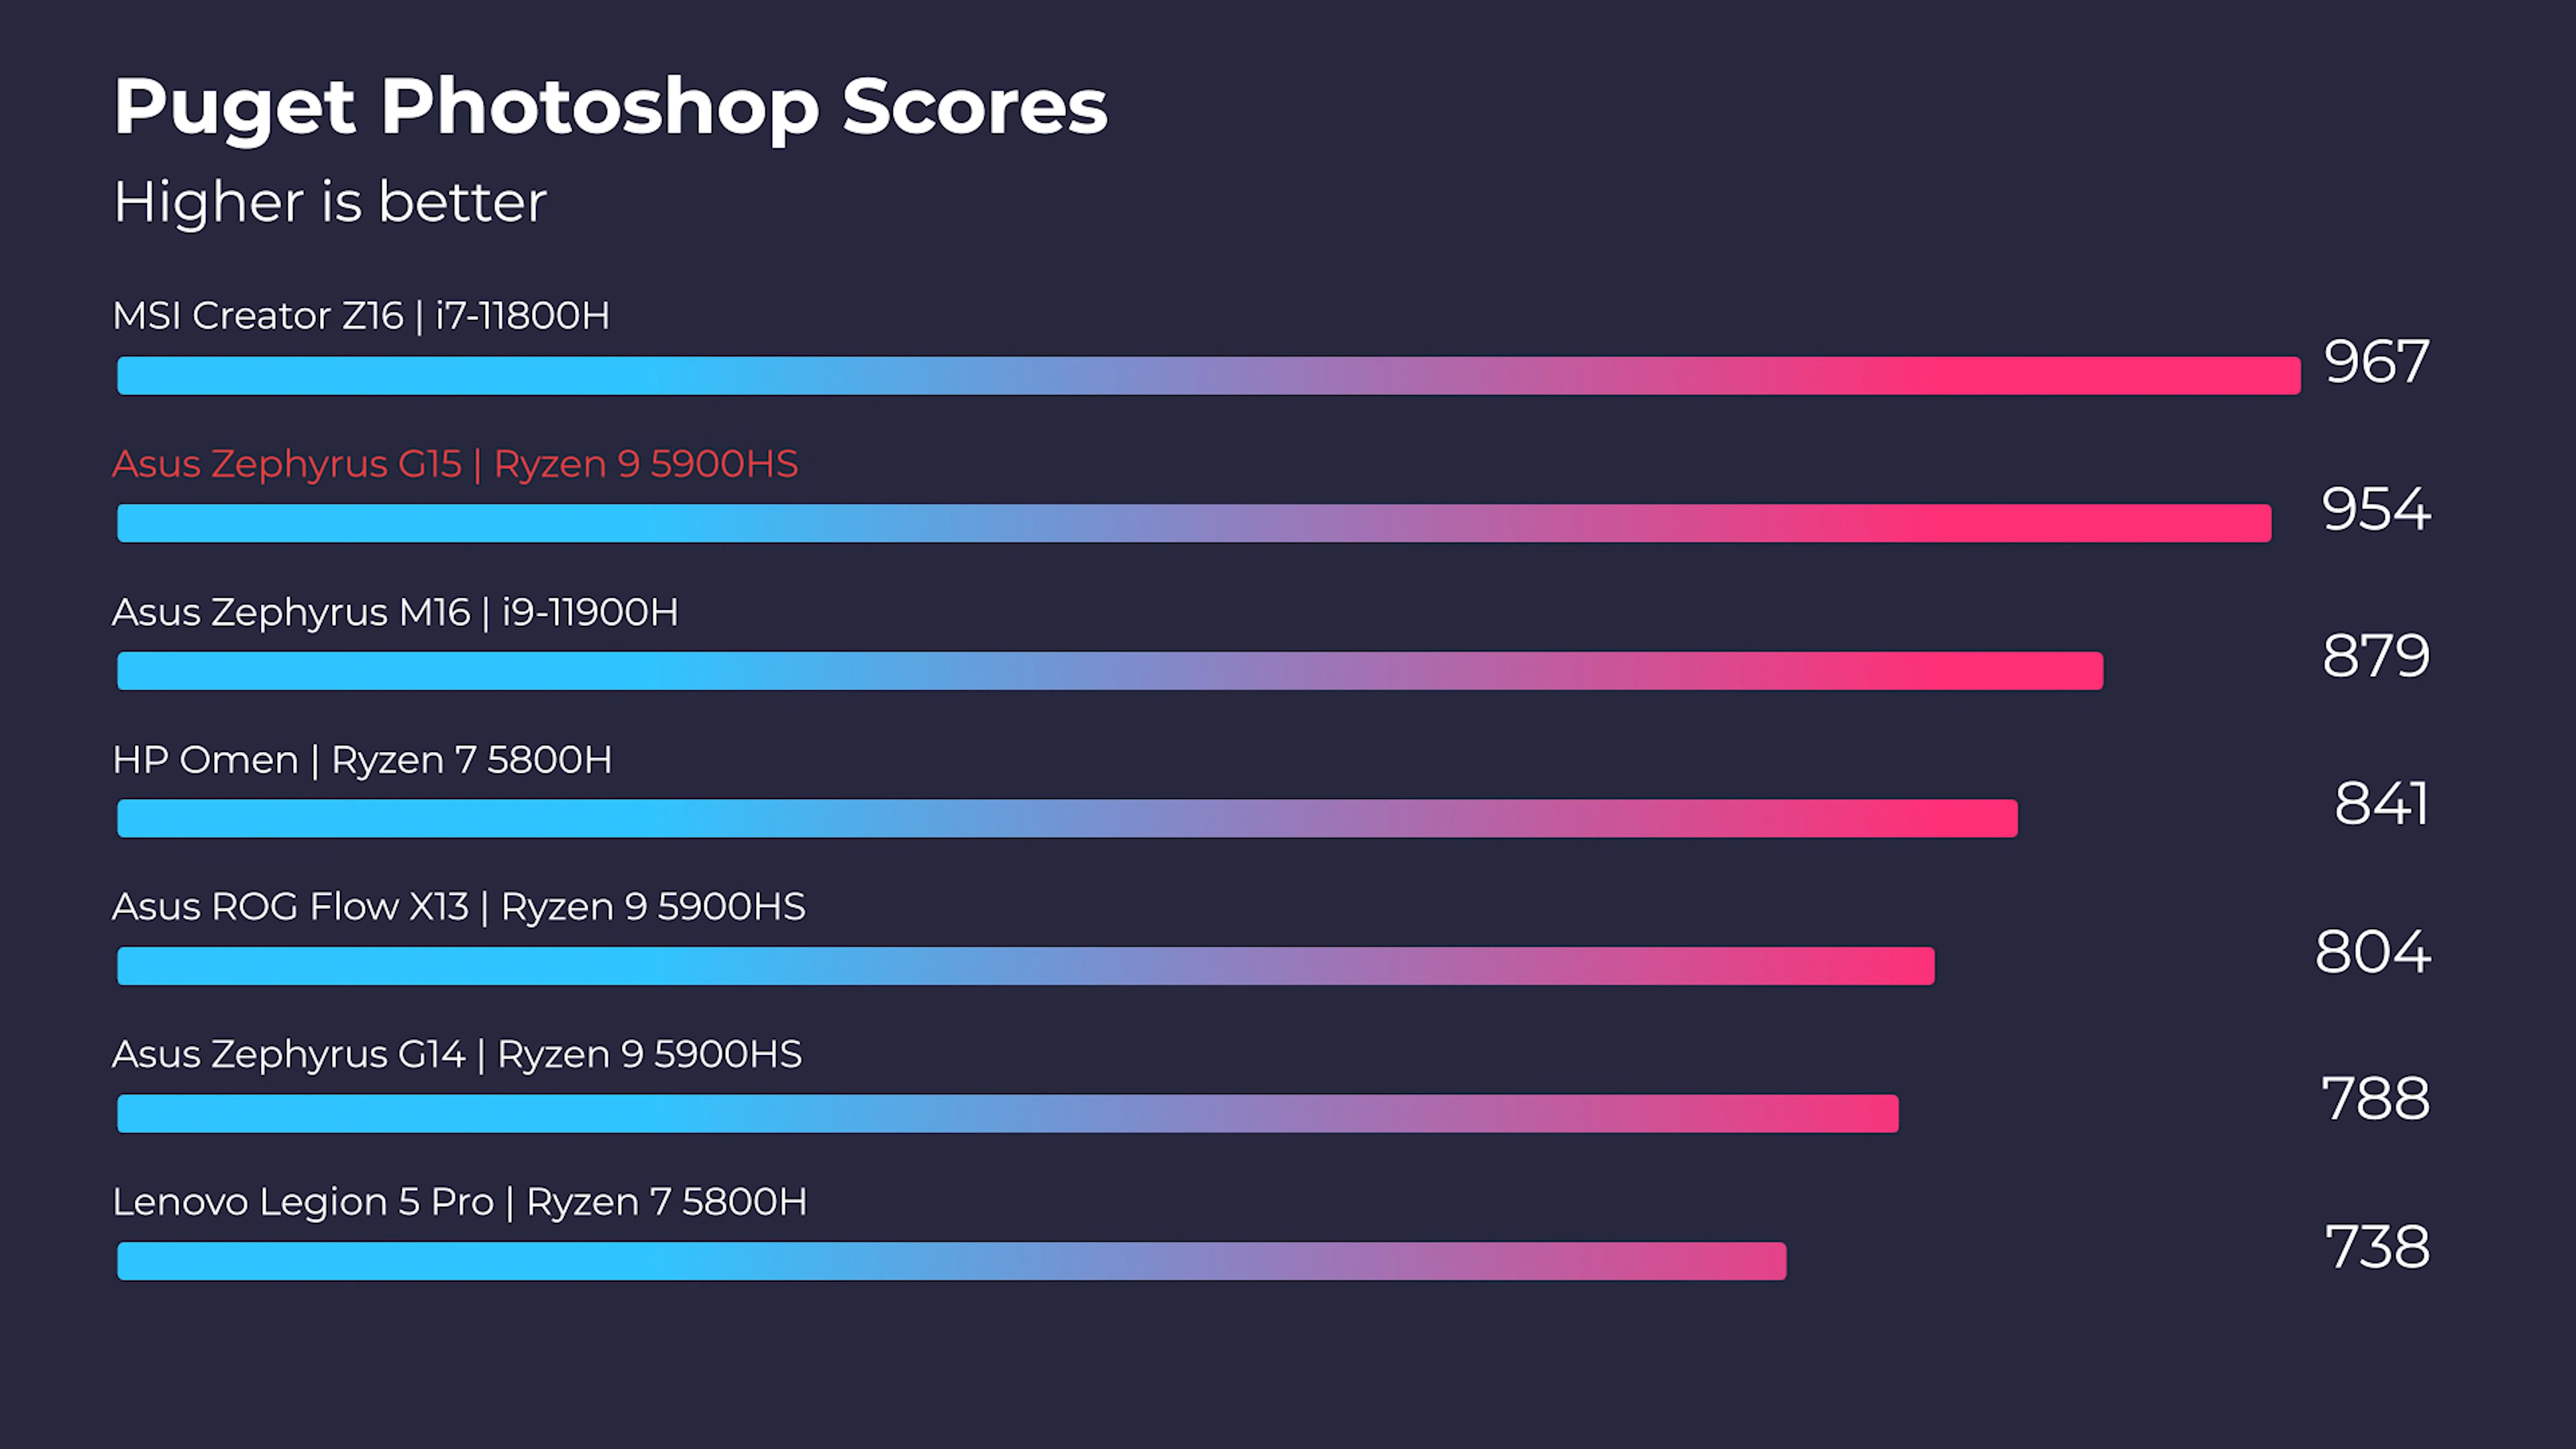 Puget Photoshop Scores
Higher is better
MSI Creator Z16 | i7-11800H
967
Asus Zephyrus G15 | Ryzen 9 5900HS
954
Asus Zephyrus M16 | i9-11900H
879
HP Omen | Ryzen 7 5800H
841
Asus ROG Flow X13 | Ryzen 9 5900HS
804
Asus Zephyrus G14 | Ryzen 9 5900HS
788
Lenovo Legion 5 Pro | Ryzen 7 5800H
738